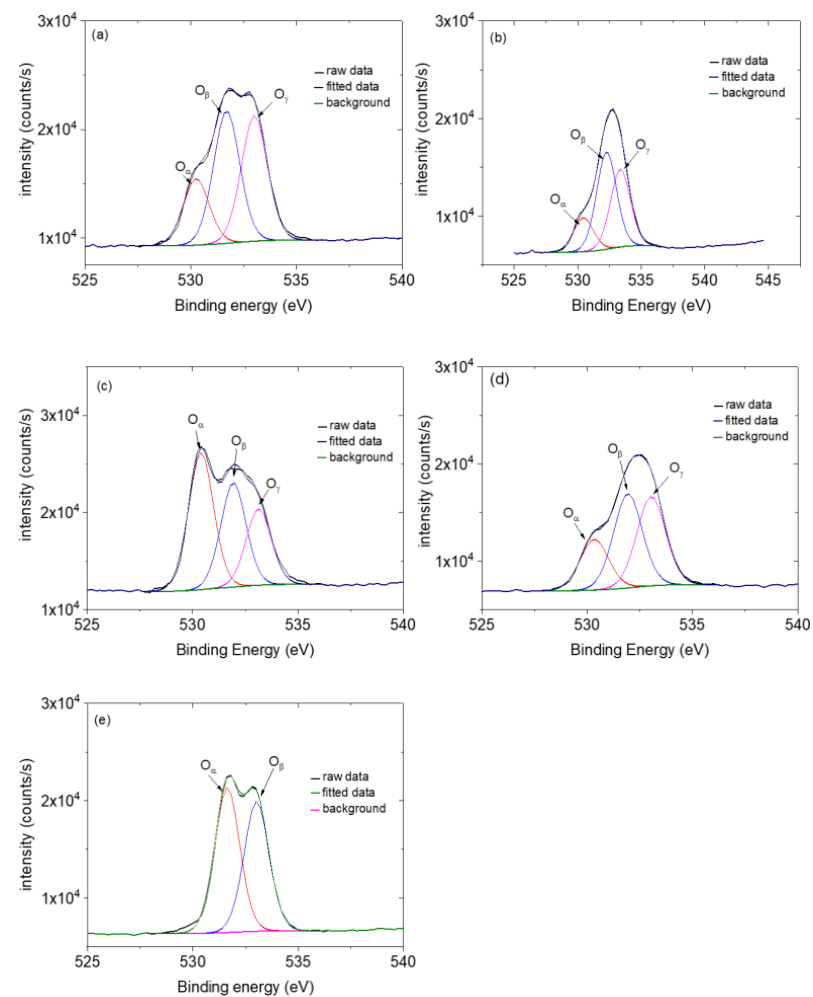 (a)
3x10⁴
2x10⁴
1x10⁴
intensity (counts/s)
Oα
Oβ
Oγ
raw data
fitted data
background
525 530 535 540
Binding energy (eV)
(b)
3x10⁴
2x10⁴
1x10⁴
intesnity (counts/s)
Oα
Oβ
Oγ
raw data
fitted data
background
525 530 535 540 545
Binding Energy (eV)
(c)
3x10⁴
2x10⁴
1x10⁴
intensity (counts/s)
Oα
Oβ
Oγ
raw data
fitted data
background
525 530 535 540
Binding Energy (eV)
(d)
3x10⁴
2x10⁴
1x10⁴
intensity (counts/s)
Oα
Oβ
Oγ
raw data
fitted data
background
525 530 535 540
Binding Energy (eV)
(e)
3x10⁴
2x10⁴
1x10⁴
intensity (counts/s)
Oα
Oβ
raw data
fitted data
background
525 530 535 540
Binding energy (eV)